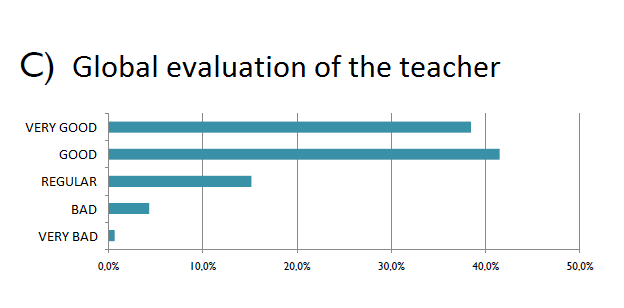 C) Global evaluation of the teacher
VERY GOOD
GOOD
REGULAR
BAD
VERY BAD
0,0% 10,0% 20,0% 30,0% 40,0% 50,0%